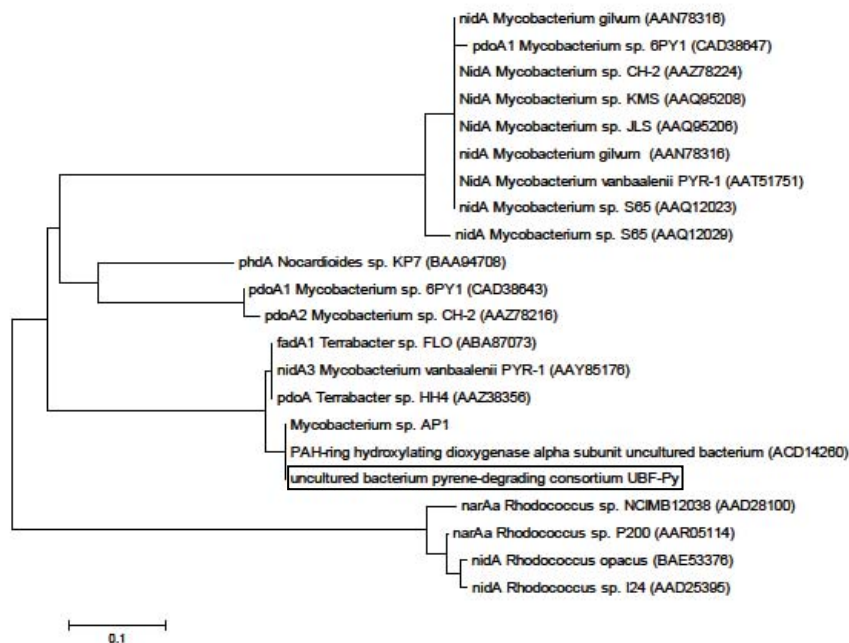 nidA Mycobacterium gilvum (AAN78316)
pdoA1 Mycobacterium sp. 6PY1 (CAD38647)
NidA Mycobacterium sp. CH-2 (AAZ78224)
NidA Mycobacterium sp. KMS (AAQ95208)
NidA Mycobacterium sp. JLS (AAQ95206)
nidA Mycobacterium gilvum (AAN78316)
NidA Mycobacterium vanbaalenii PYR-1 (AAT51751)
nidA Mycobacterium sp. S65 (AAQ12023)
nidA Mycobacterium sp. S65 (AAQ12029)
phdA Nocardioides sp. KP7 (BAA94708)
pdoA1 Mycobacterium sp. 6PY1 (CAD38643)
pdoA2 Mycobacterium sp. CH-2 (AAZ78216)
fadA1 Terrabacter sp. FLO (ABA87073)
nidA3 Mycobacterium vanbaalenii PYR-1 (AAY85176)
pdoA Terrabacter sp. HH4 (AAZ38356)
Mycobacterium sp. AP1
PAH-ring hydroxylating dioxygenase alpha subunit uncultured bacterium (ACD14260)
uncultured bacterium pyrene-degrading consortium UBF-Py
narAa Rhodococcus sp. NCIMB12038 (AAD28100)
narAa Rhodococcus sp. P200 (AAR05114)
nidA Rhodococcus opacus (BAE53376)
nidA Rhodococcus sp. I24 (AAD25395)
0.1